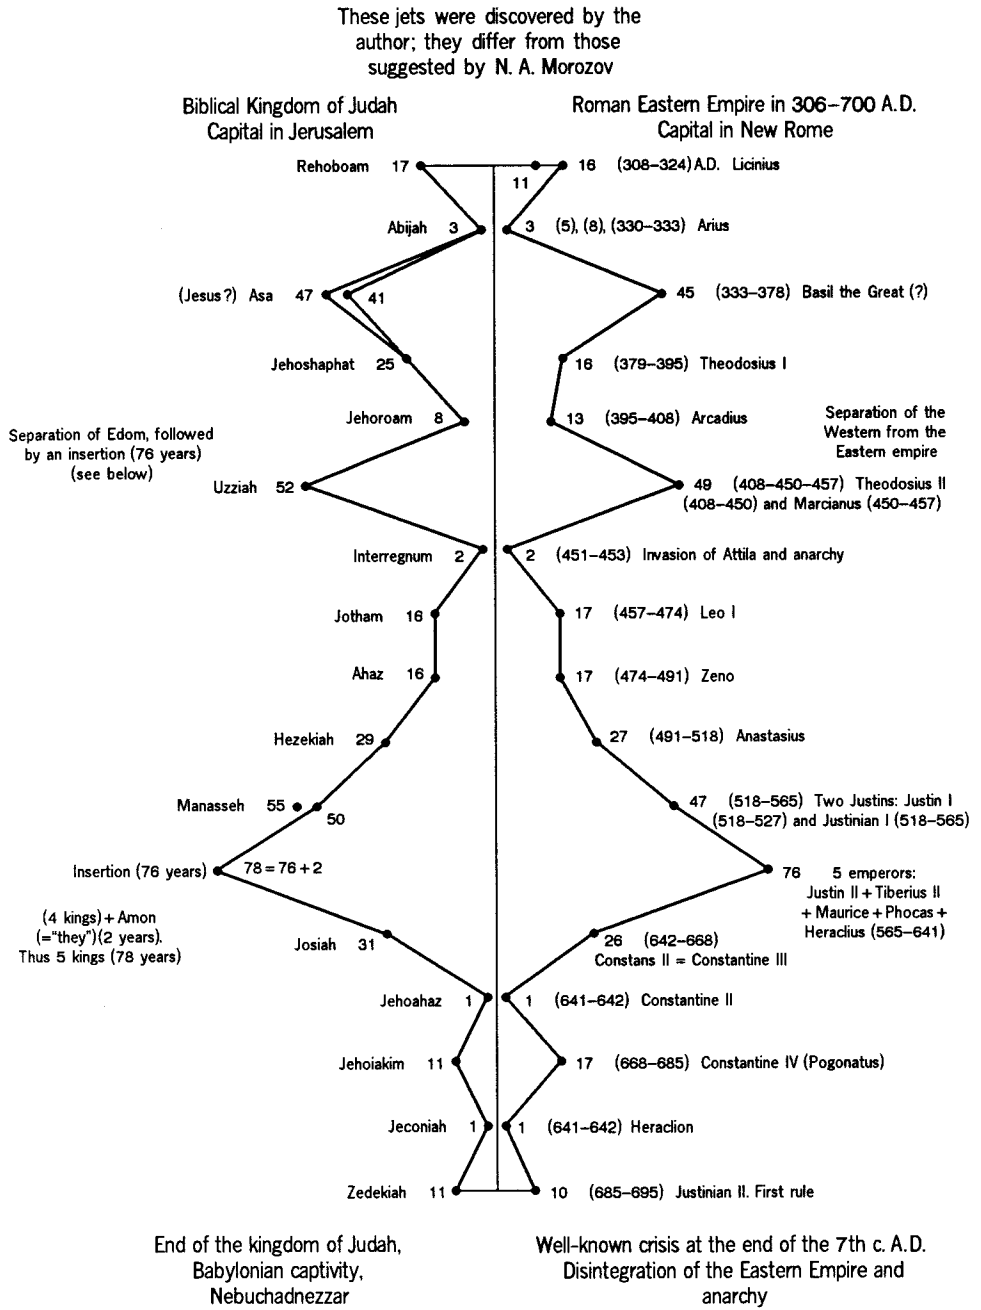 These jets were discovered by the
author; they differ from those
suggested by N. A. Morozov
Biblical Kingdom of Judah
Capital in Jerusalem
Roman Eastern Empire in 306–700 A.D.
Capital in New Rome
Rehoboam 17
11
16 (308–324) A.D. Licinius
Abijah 3
3 (5), (8), (330–333) Arius
(Jesus?) Asa 47
41
45 (333–378) Basil the Great (?)
Jehoshaphat 25
16 (379–395) Theodosius I
Jehoroam 8
13 (395–408) Arcadius
Separation of the
Western from the
Eastern empire
Separation of Edom, followed
by an insertion (76 years)
(see below)
Uzziah 52
49 (408–450–457) Theodosius II
(408–450) and Marcianus (450–457)
Interregnum 2
2 (451–453) Invasion of Attila and anarchy
Jotham 16
17 (457–474) Leo I
Ahaz 16
17 (474–491) Zeno
Hezekiah 29
27 (491–518) Anastasius
Manasseh 55
50
47 (518–565) Two Justins: Justin I
(518–527) and Justinian I (518–565)
Insertion (76 years)
78 = 76 + 2
76 5 emperors:
Justin II + Tiberius II
+ Maurice + Phocas +
Heraclius (565–641)
(4 kings) + Amon
(=“they”)(2 years).
Thus 5 kings (78 years)
Josiah 31
26 (642–668)
Constans II = Constantine III
Jehoahaz 1
1 (641–642) Constantine II
Jehoiakim 11
17 (668–685) Constantine IV (Pogonatus)
Jeconiah 1
1 (641–642) Heraclion
Zedekiah 11
10 (685–695) Justinian II. First rule
End of the kingdom of Judah,
Babylonian captivity,
Nebuchadnezzar
Well-known crisis at the end of the 7th c. A.D.
Disintegration of the Eastern Empire and
anarchy